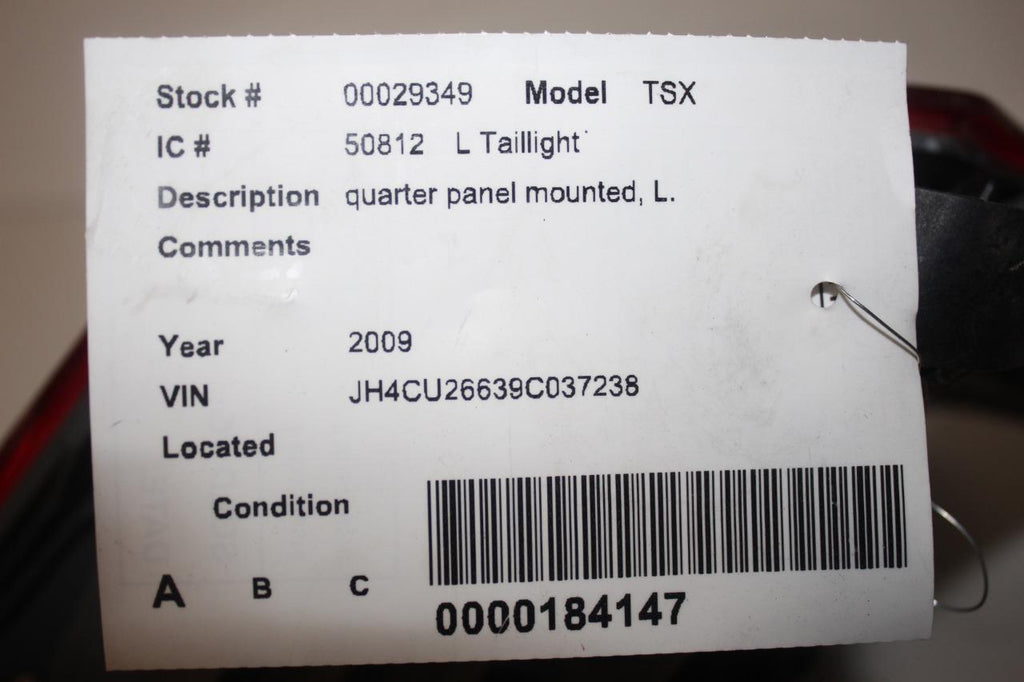 Stock # 00029349 Model TSX
IC # 50812 L Taillight
Description quarter panel mounted, L.
Comments
Year 2009
VIN JH4CU26639C037238
Located
Condition
A B C
0000184147